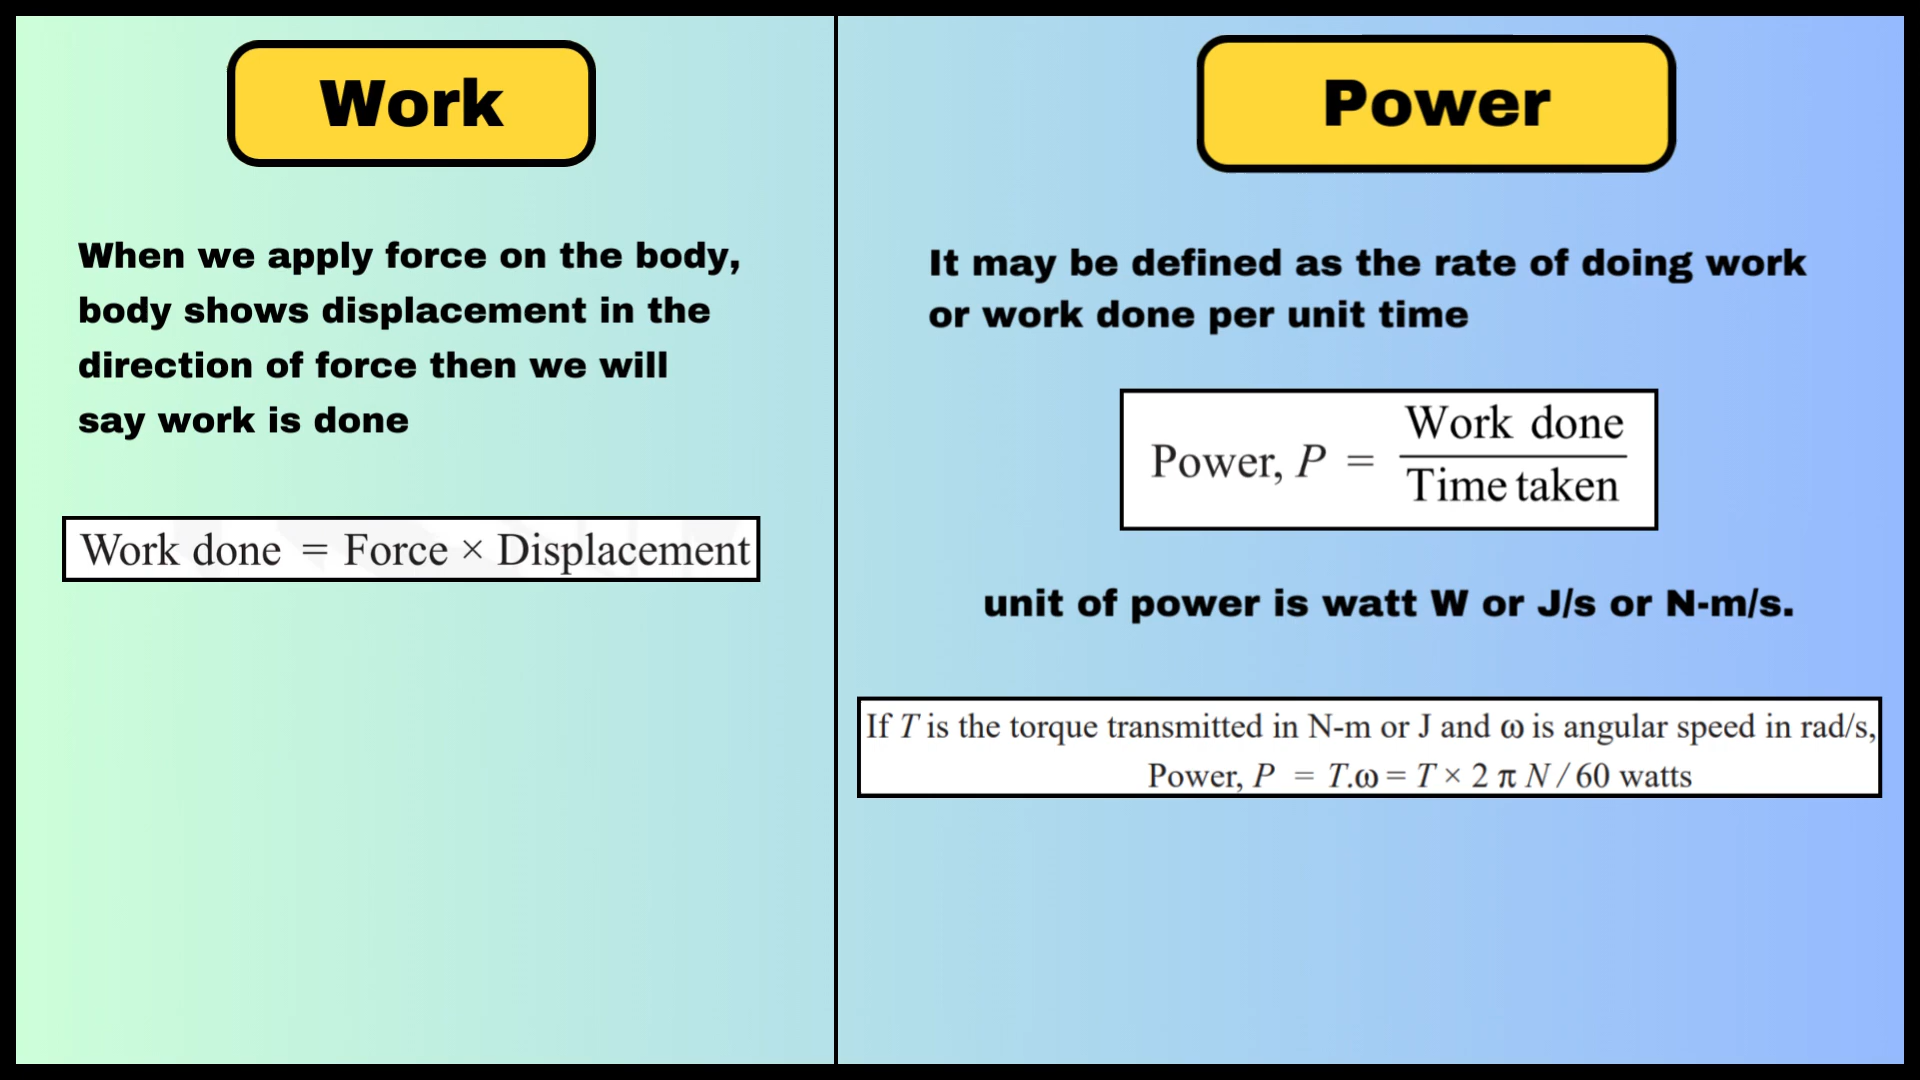 Work
When we apply force on the body,
body shows displacement in the
direction of force then we will
say work is done
Work done = Force × Displacement
Power
It may be defined as the rate of doing work
or work done per unit time
Power, P = Work done
Time taken
unit of power is watt W or J/s or N-m/s.
If T is the torque transmitted in N-m or J and ω is angular speed in rad/s,
Power, P = T.ω = T × 2 π N / 60 watts